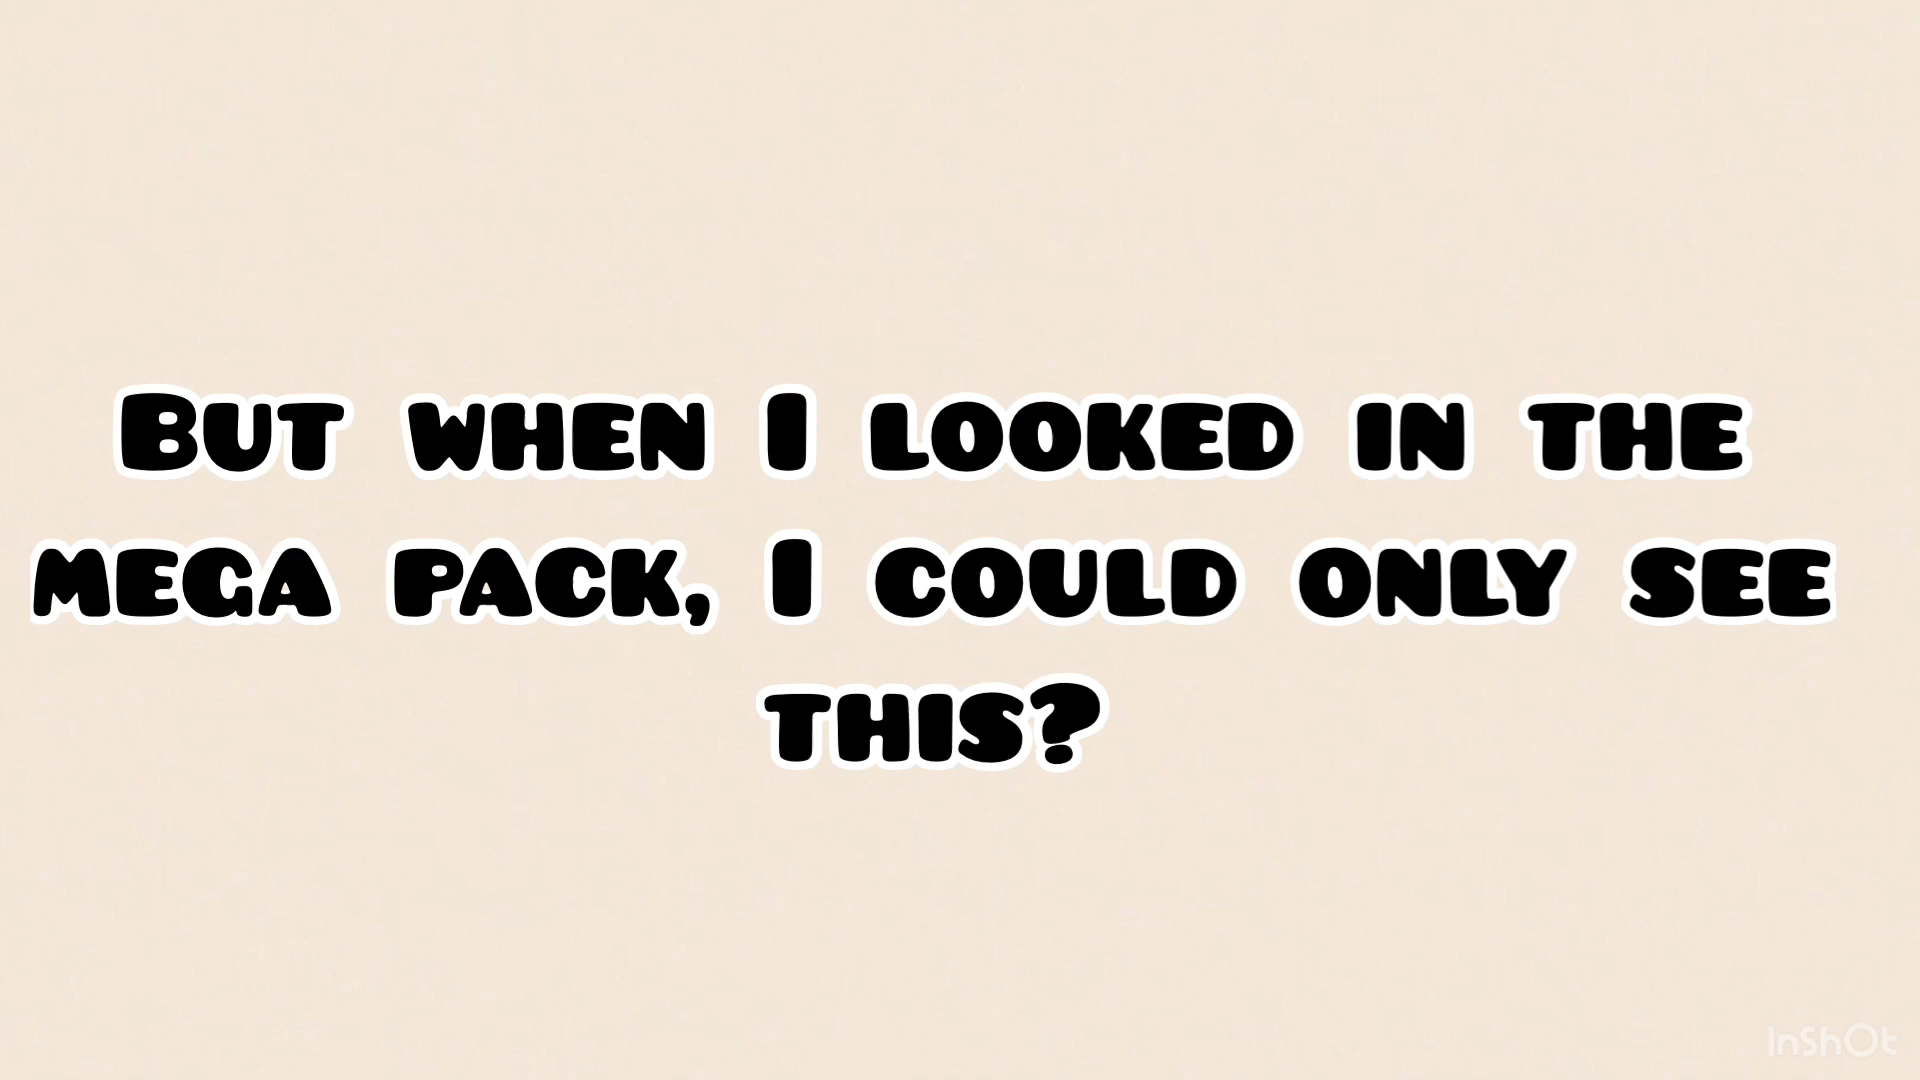 But when I looked in the
mega pack, I could only see
this?
InShOt